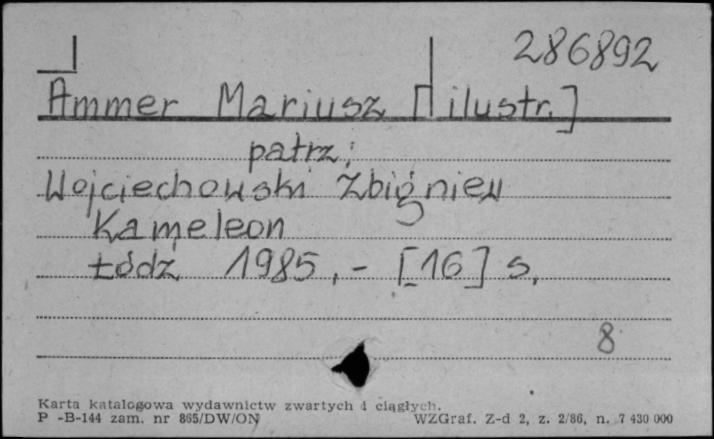 286892
Ammer Mariusz [ilustr.]
patrz:
Wojciechowski Zbigniew
Kameleon
Łódź 1985.- [16] s.
8
Karta katalogowa wydawnictw zwartych i ciągłych.
P -B-144 zam. nr 865/DW/ON WZGraf. Z-d 2, z. 2/86, n. 7 430 000